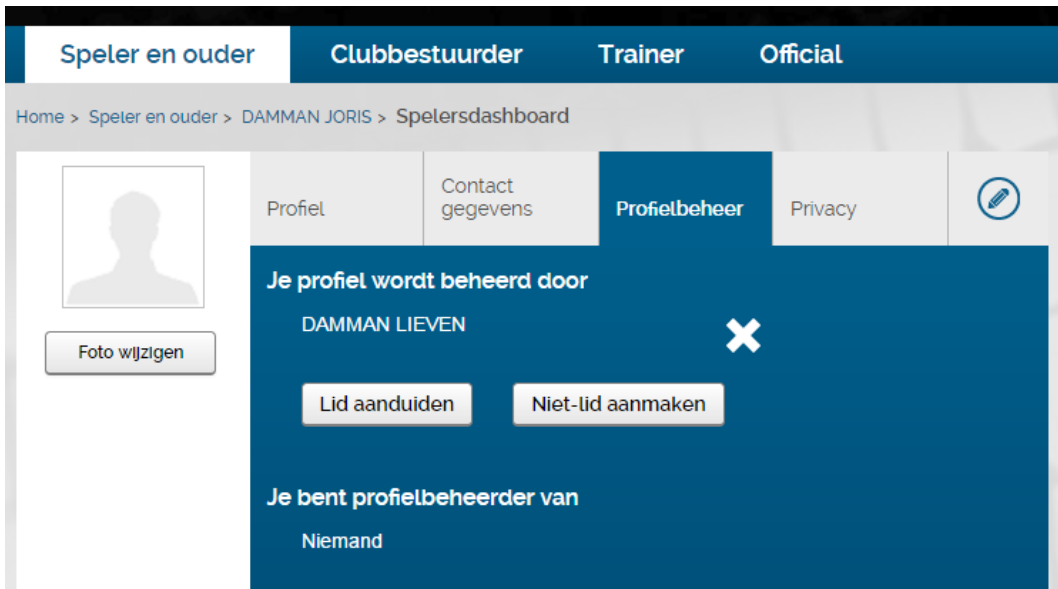 Speler en ouder Clubbestuurder Trainer Official
Home > Speler en ouder > DAMMAN JORIS > Spelersdashboard
Profiel Contact gegevens Profielbeheer Privacy
Je profiel wordt beheerd door
DAMMAN LIEVEN
Foto wijzigen
Lid aanduiden Niet-lid aanmaken
Je bent profielbeheerder van
Niemand